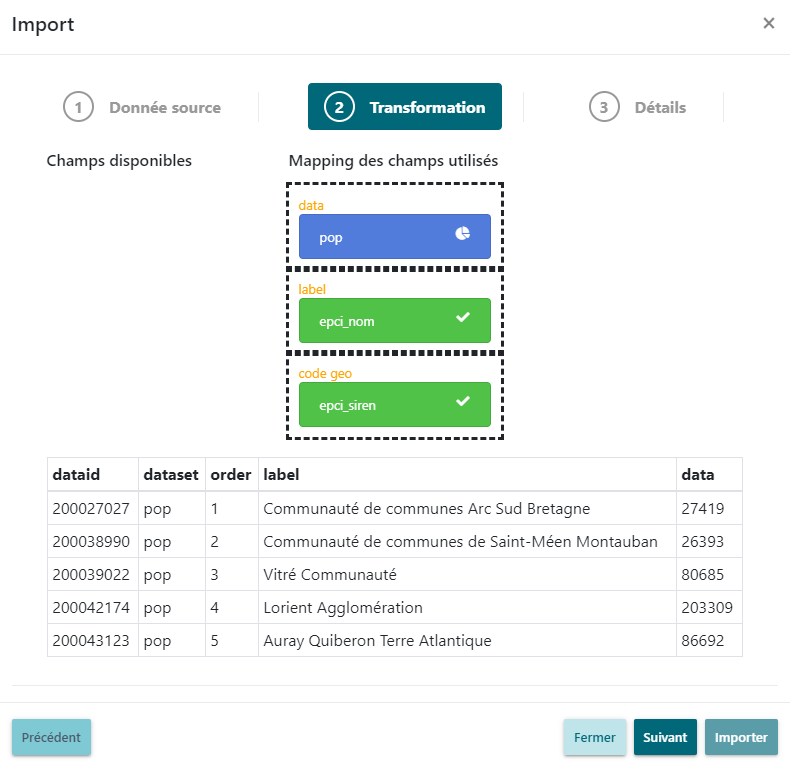 Import ×
1 Donnée source 2 Transformation 3 Détails
Champs disponibles Mapping des champs utilisés
data
pop
label
epci_nom
code geo
epci_siren
dataid dataset order label data
200027027 pop 1 Communauté de communes Arc Sud Bretagne 27419
200038990 pop 2 Communauté de communes de Saint-Méen Montauban 26393
200039022 pop 3 Vitré Communauté 80685
200042174 pop 4 Lorient Agglomération 203309
200043123 pop 5 Auray Quiberon Terre Atlantique 86692
Précédent Fermer Suivant Importer